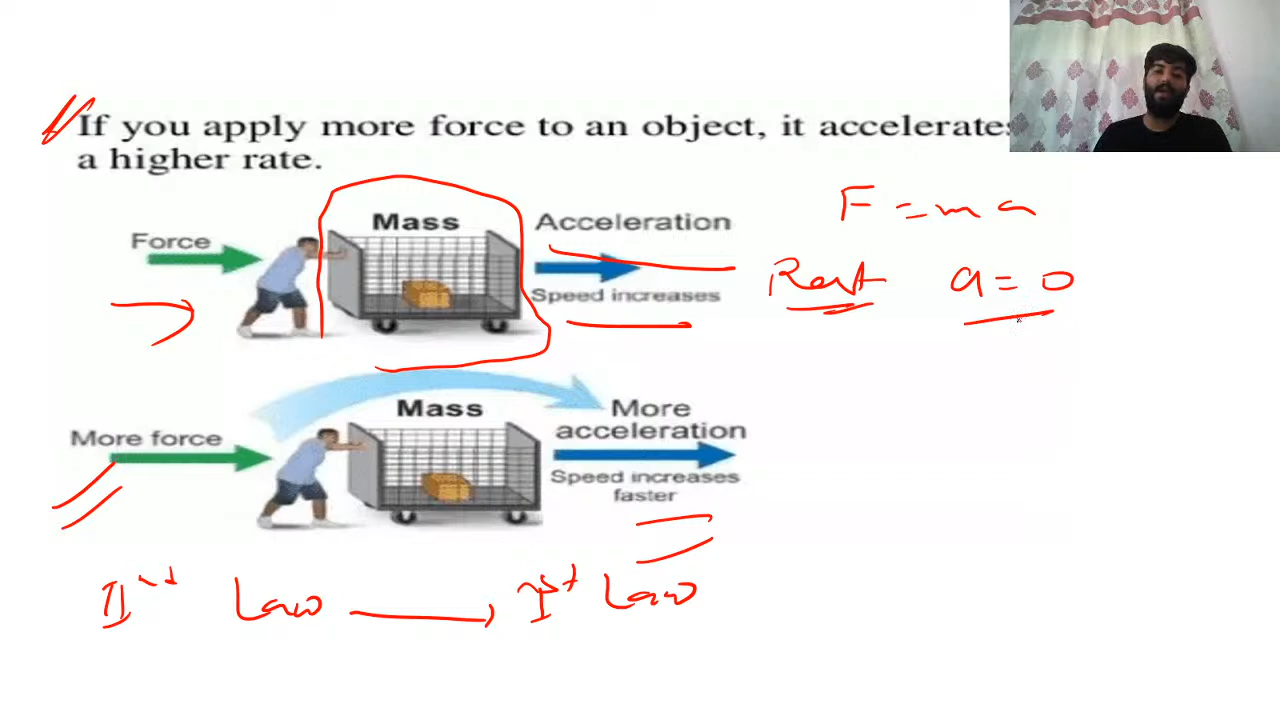 If you apply more force to an object, it accelerates
a higher rate.
Mass
Force
Acceleration
Speed increases
F = ma
Rest a = 0
Mass
More force
More
acceleration
Speed increases
faster
IInd Law → Ist Law